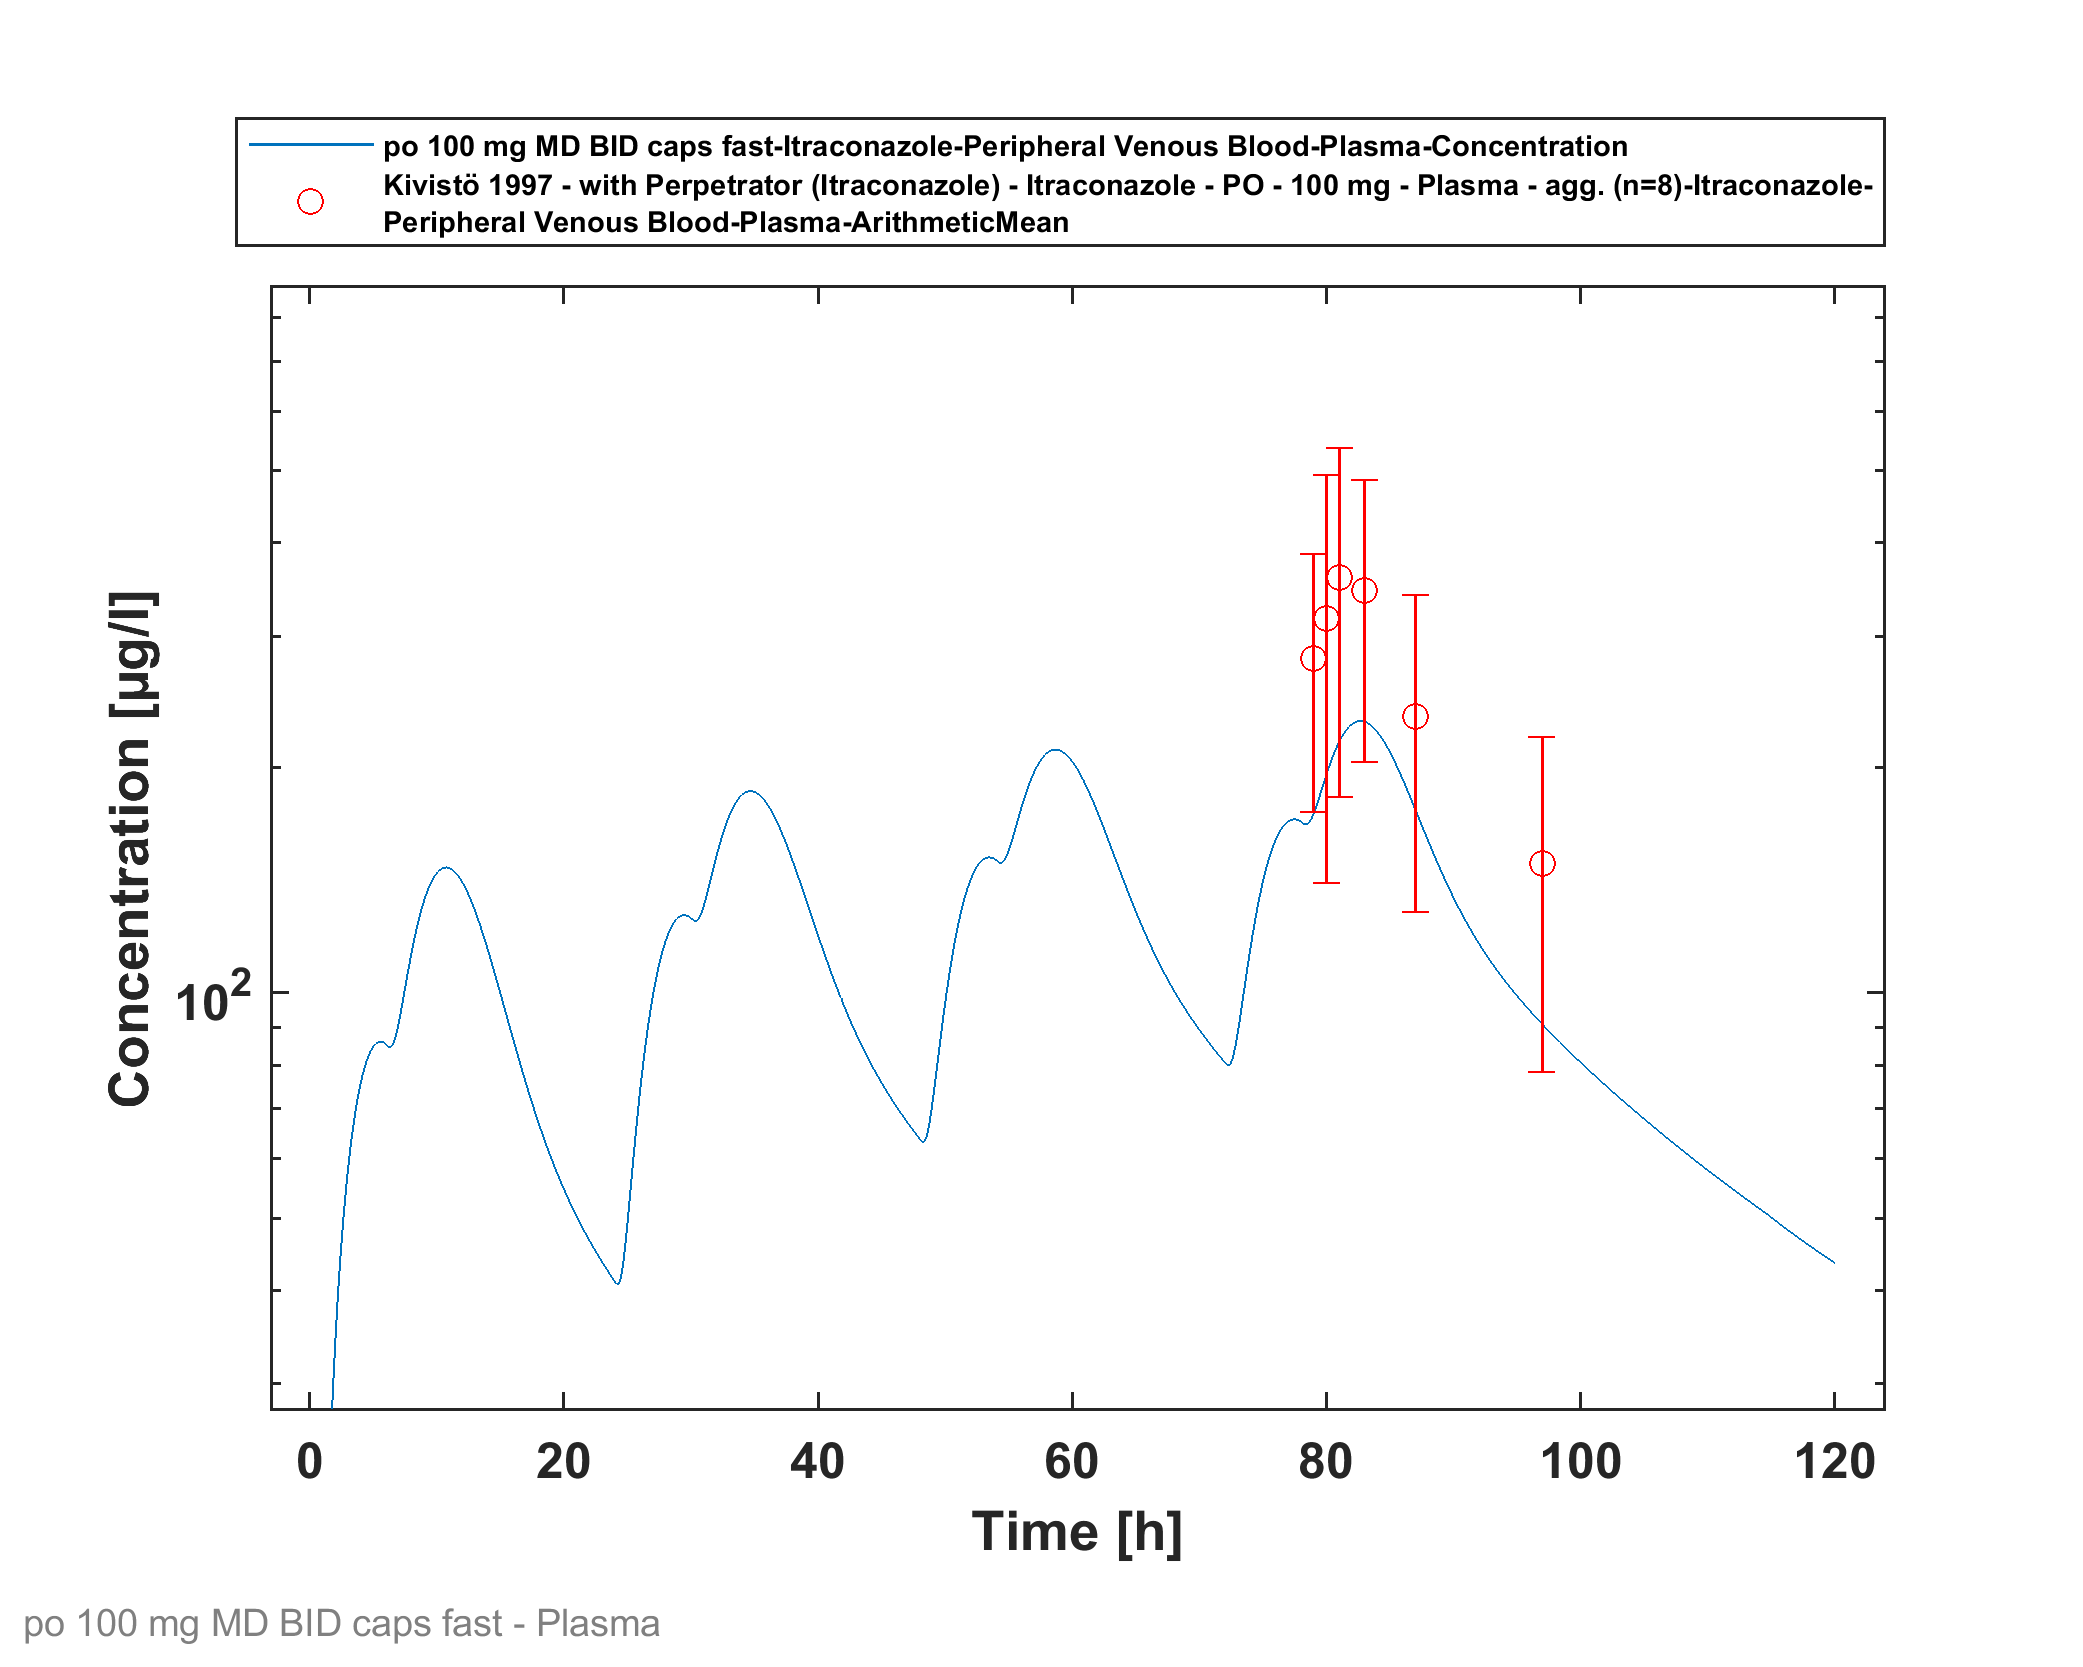 po 100 mg MD BID caps fast-Itraconazole-Peripheral Venous Blood-Plasma-Concentration
Kivistö 1997 - with Perpetrator (Itraconazole) - Itraconazole - PO - 100 mg - Plasma - agg. (n=8)-Itraconazole-
Peripheral Venous Blood-Plasma-ArithmeticMean
Concentration [µg/l]
10²
0 20 40 60 80 100 120
Time [h]
po 100 mg MD BID caps fast - Plasma